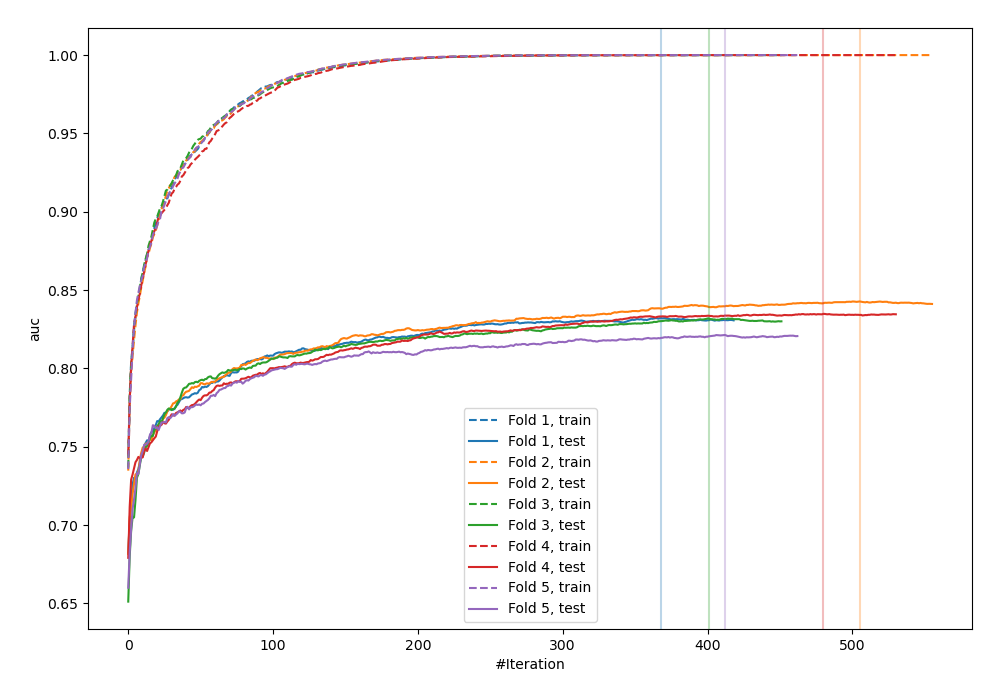 1.00
0.95
0.90
0.85
0.80
0.75
0.70
0.65
auc
Fold 1, train
Fold 1, test
Fold 2, train
Fold 2, test
Fold 3, train
Fold 3, test
Fold 4, train
Fold 4, test
Fold 5, train
Fold 5, test
0 100 200 300 400 500
#Iteration